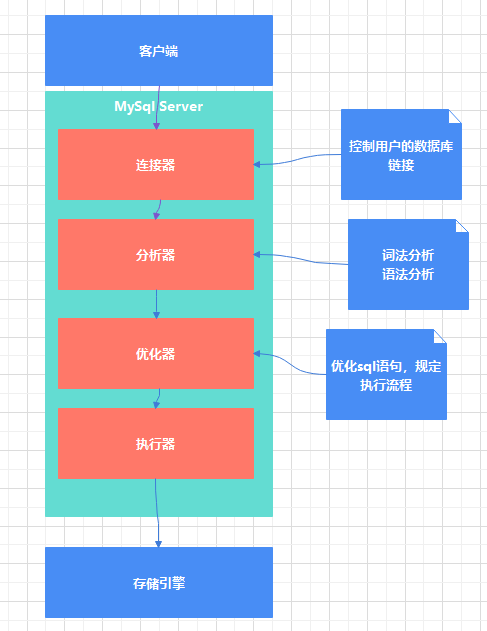 客户端
MySql Server
连接器
控制用户的数据库
链接
分析器
词法分析
语法分析
优化器
优化sql语句，规定
执行流程
执行器
存储引擎